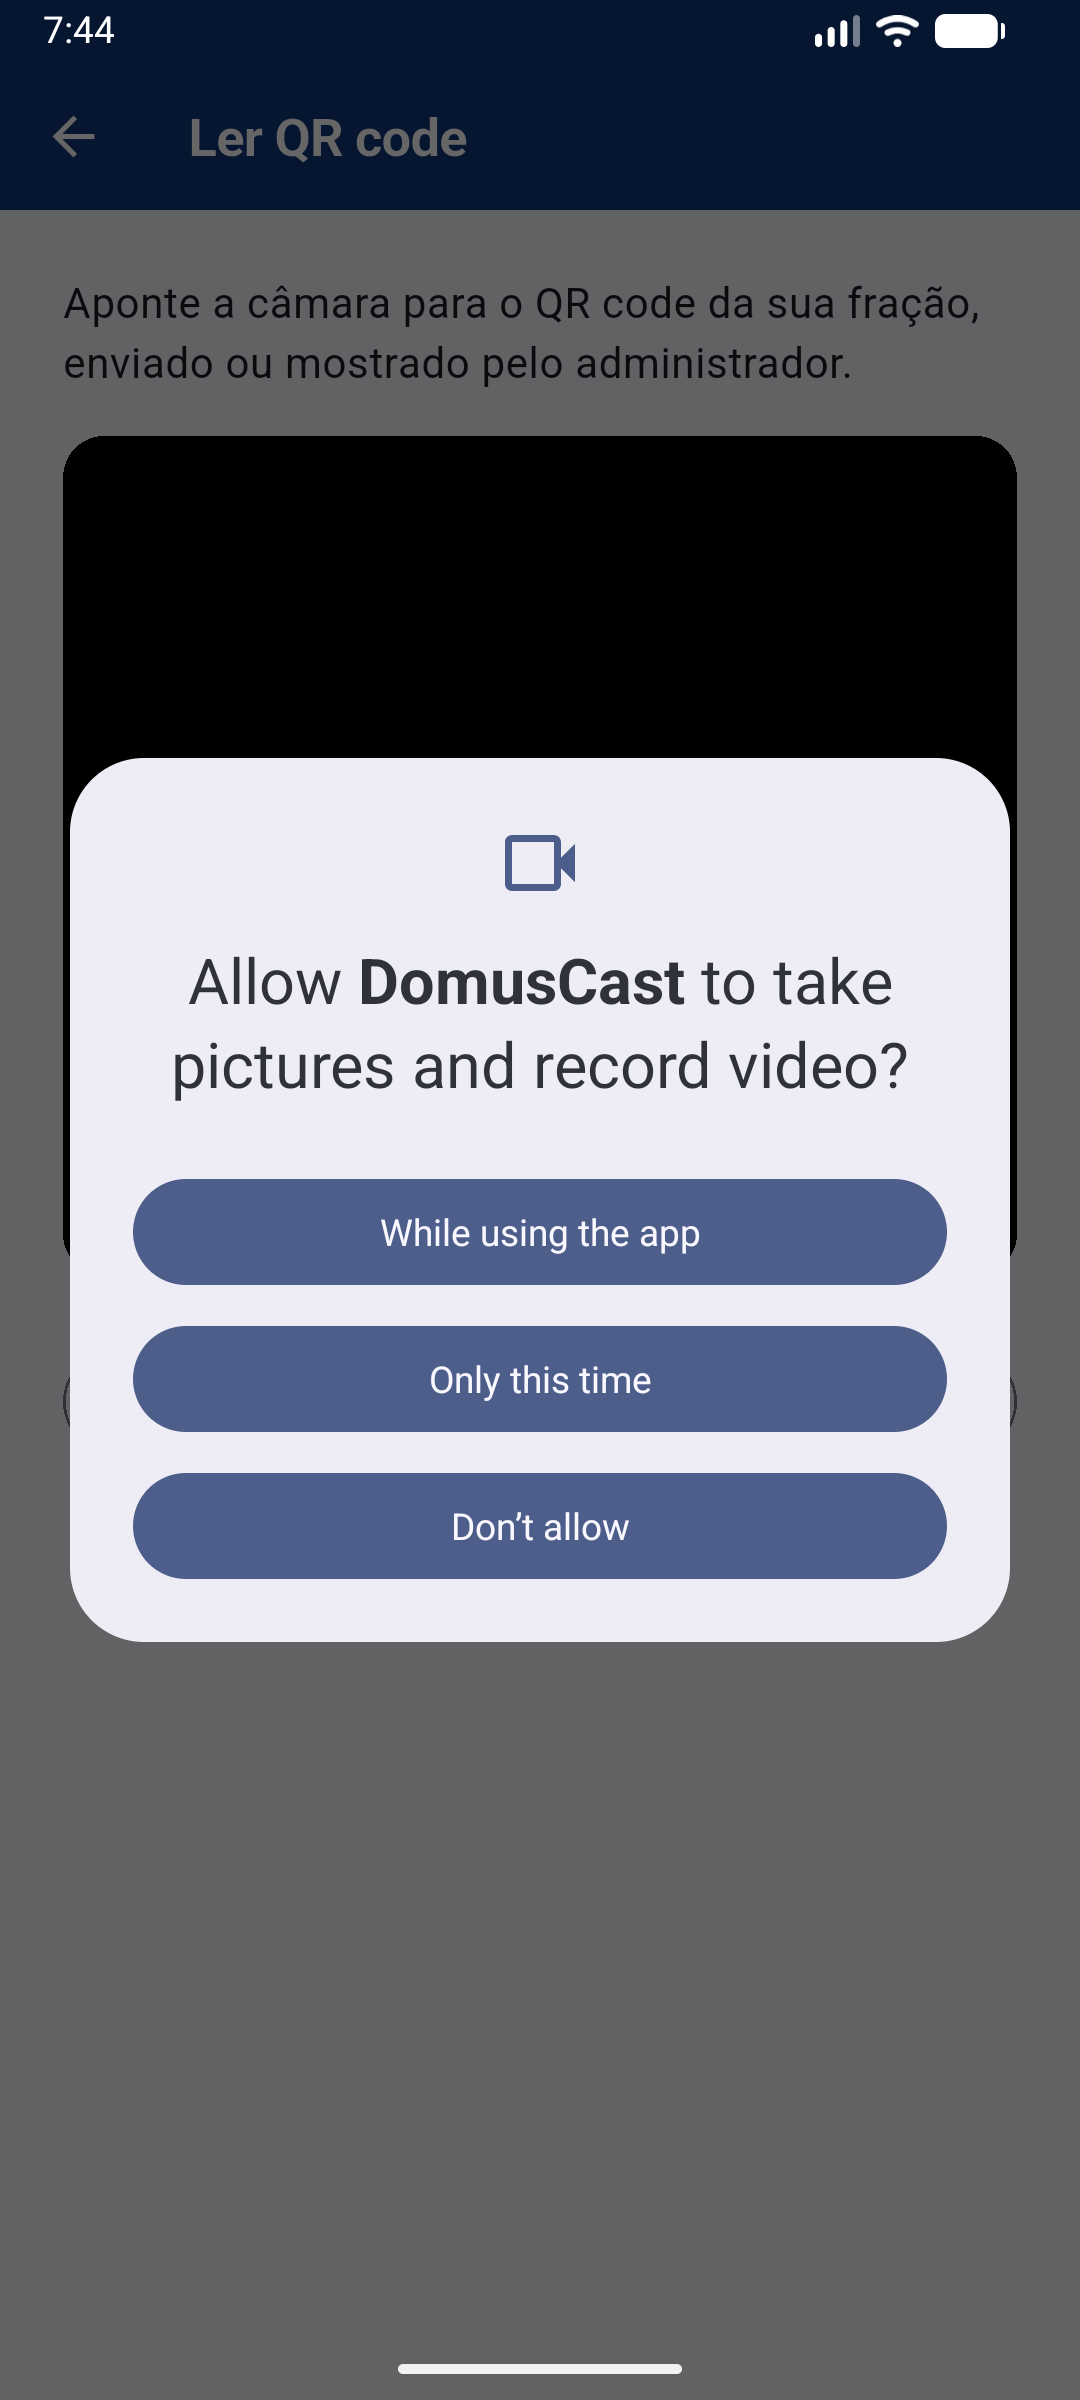 7:44
Ler QR code
Aponte a câmara para o QR code da sua fração,
enviado ou mostrado pelo administrador.
Allow DomusCast to take
pictures and record video?
While using the app
Only this time
Don’t allow